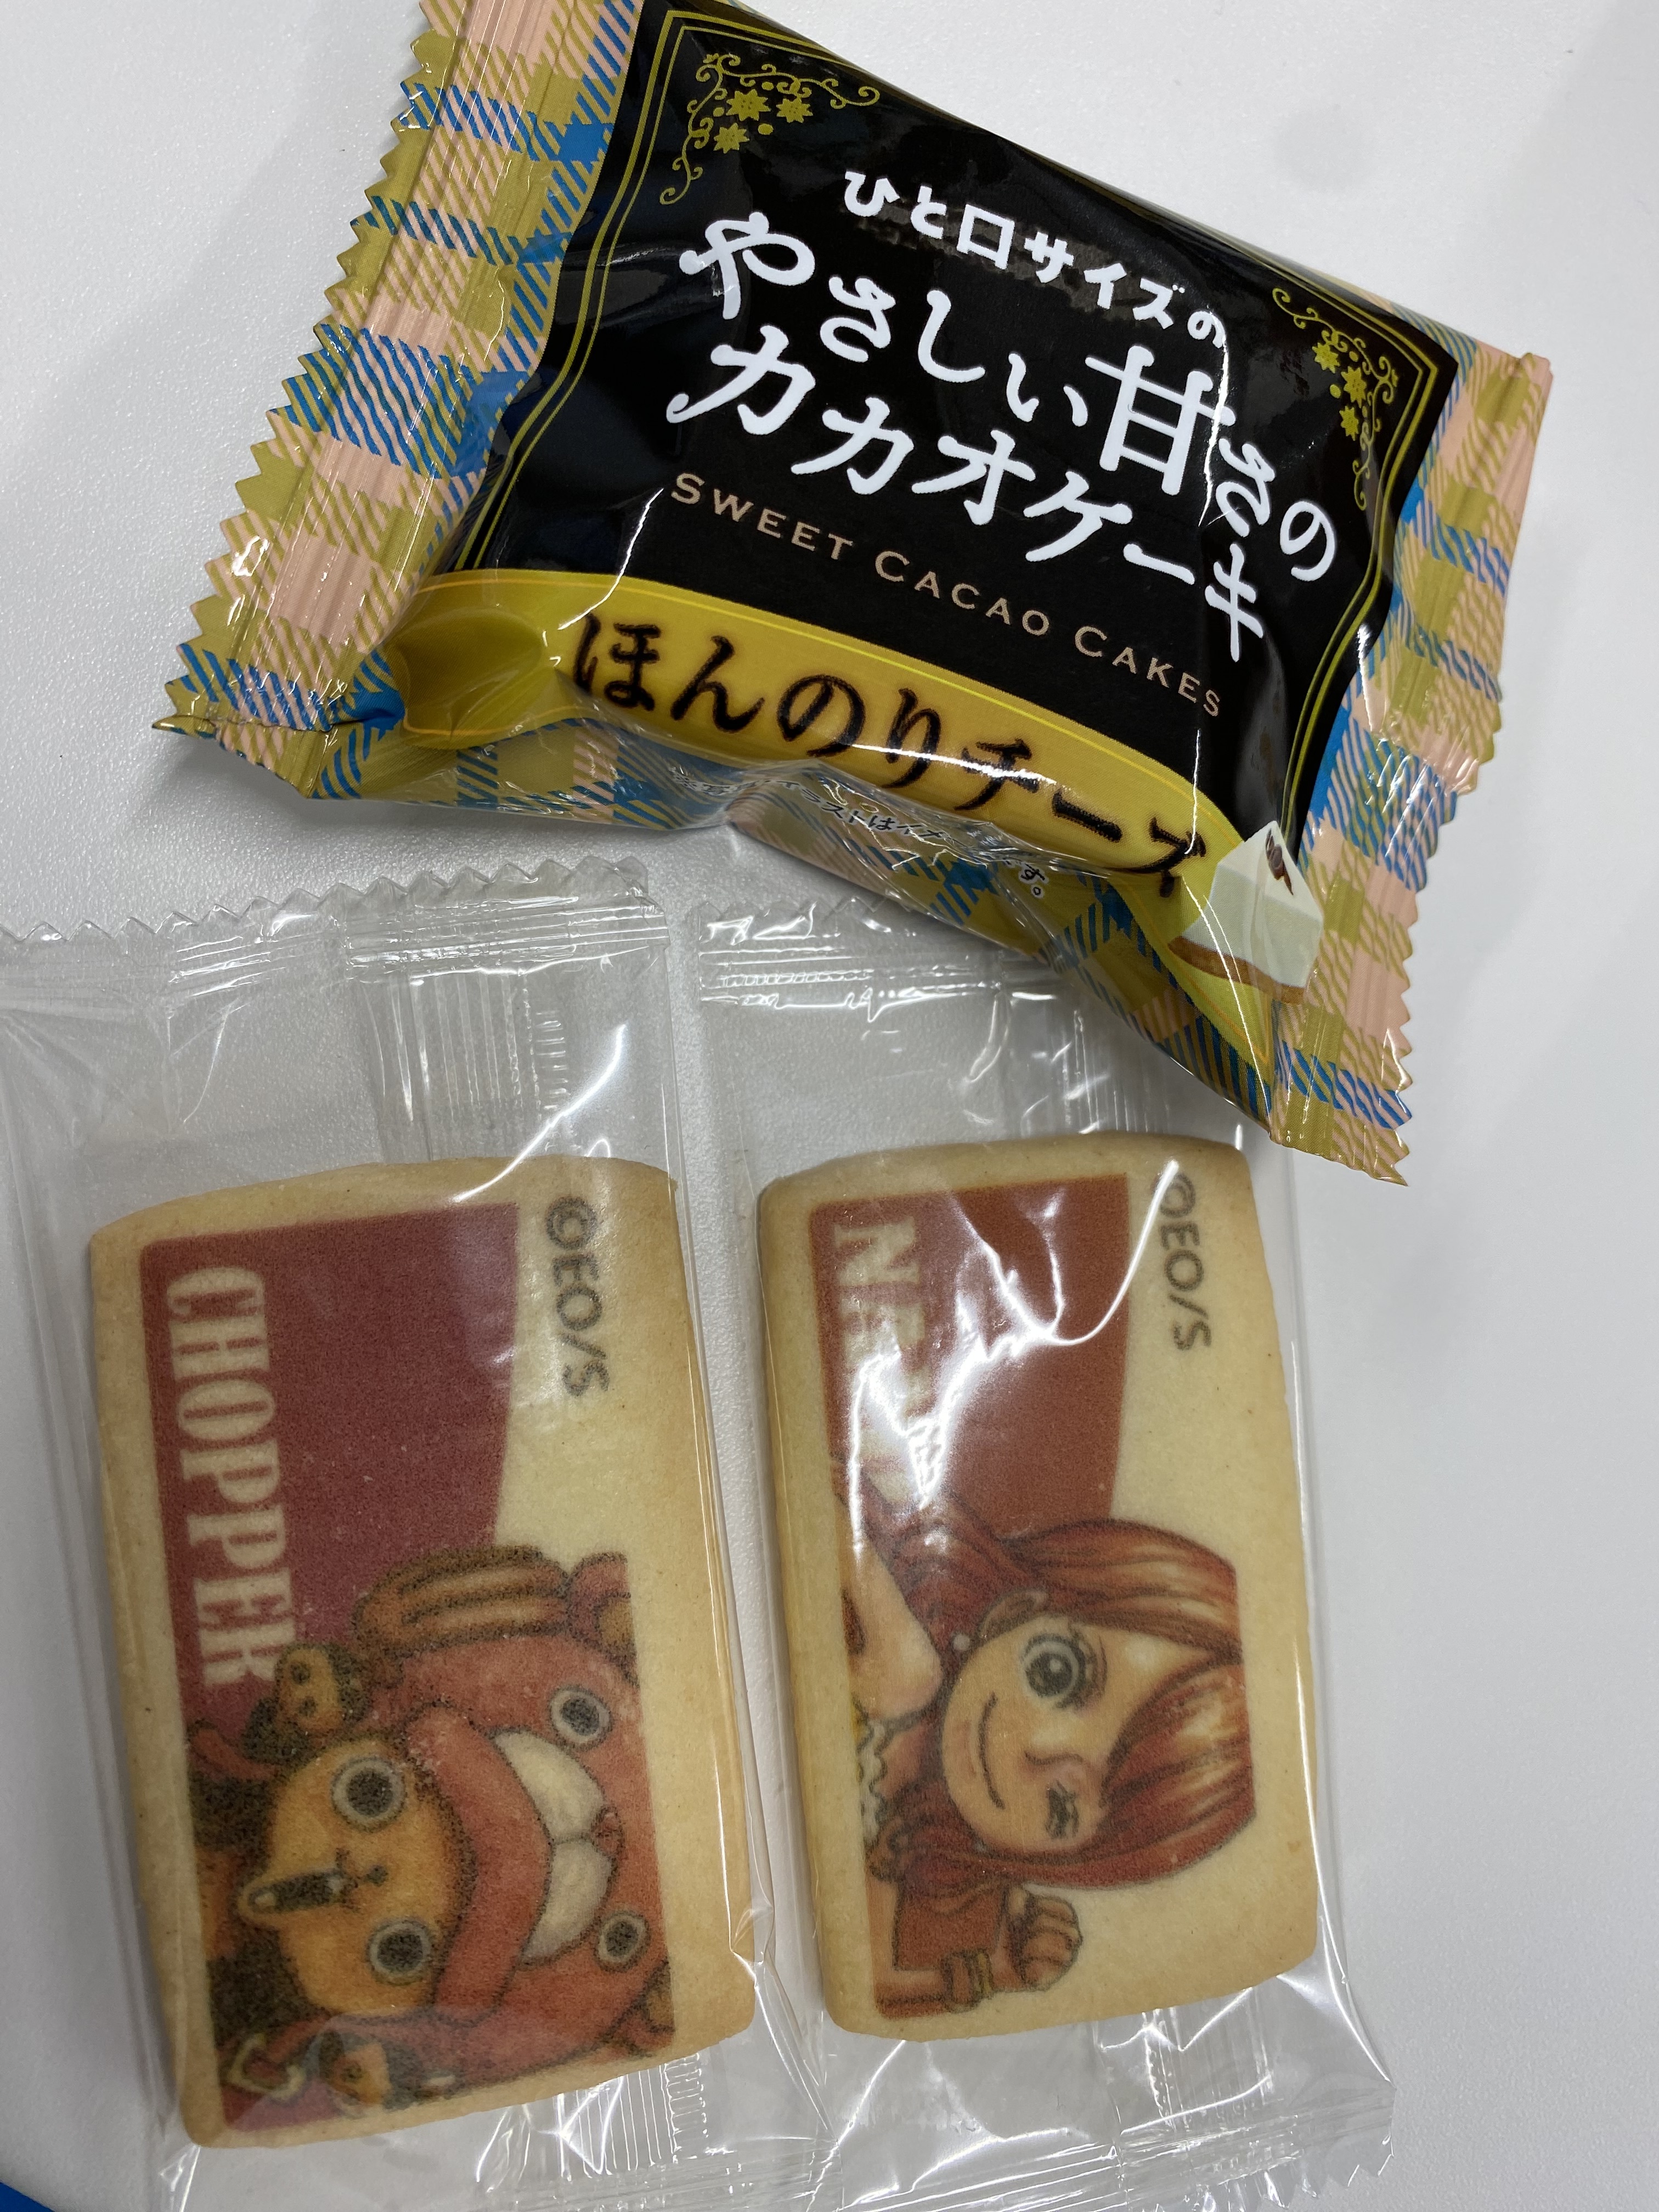 ひと口サイズの
やさしい甘さの
カカオケーキ
SWEET CACAO CAKES
ほんのりチーズ
©EO/S
CHOPPER
©EO/S